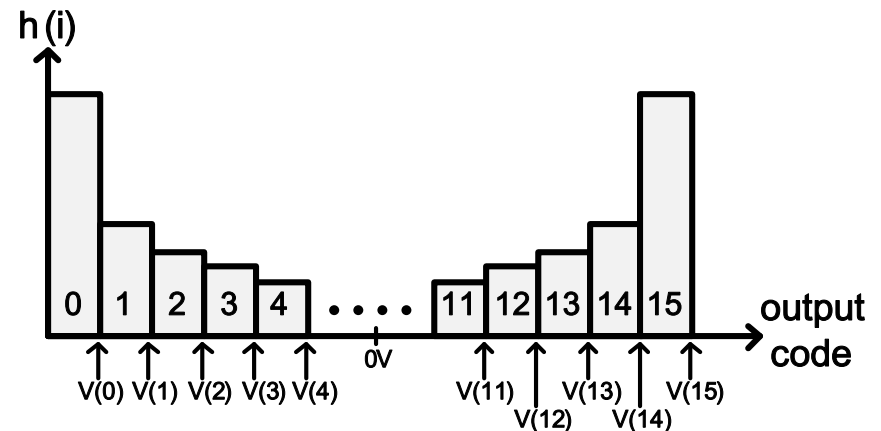 h(i)
0 1 2 3 4 11 12 13 14 15
output
code
0V
V(0) V(1) V(2) V(3) V(4) V(11) V(13) V(15)
V(12) V(14)